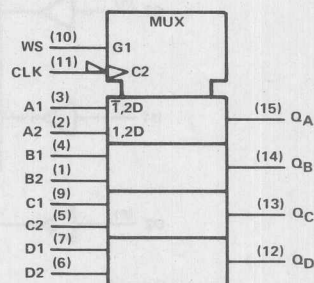 MUX
WS (10) G1
CLK (11) C2
A1 (3) 1̅,2D (15) QA
A2 (2) 1,2D
B1 (4) (14) QB
B2 (1)
C1 (9) (13) QC
C2 (5)
D1 (7) (12) QD
D2 (6)